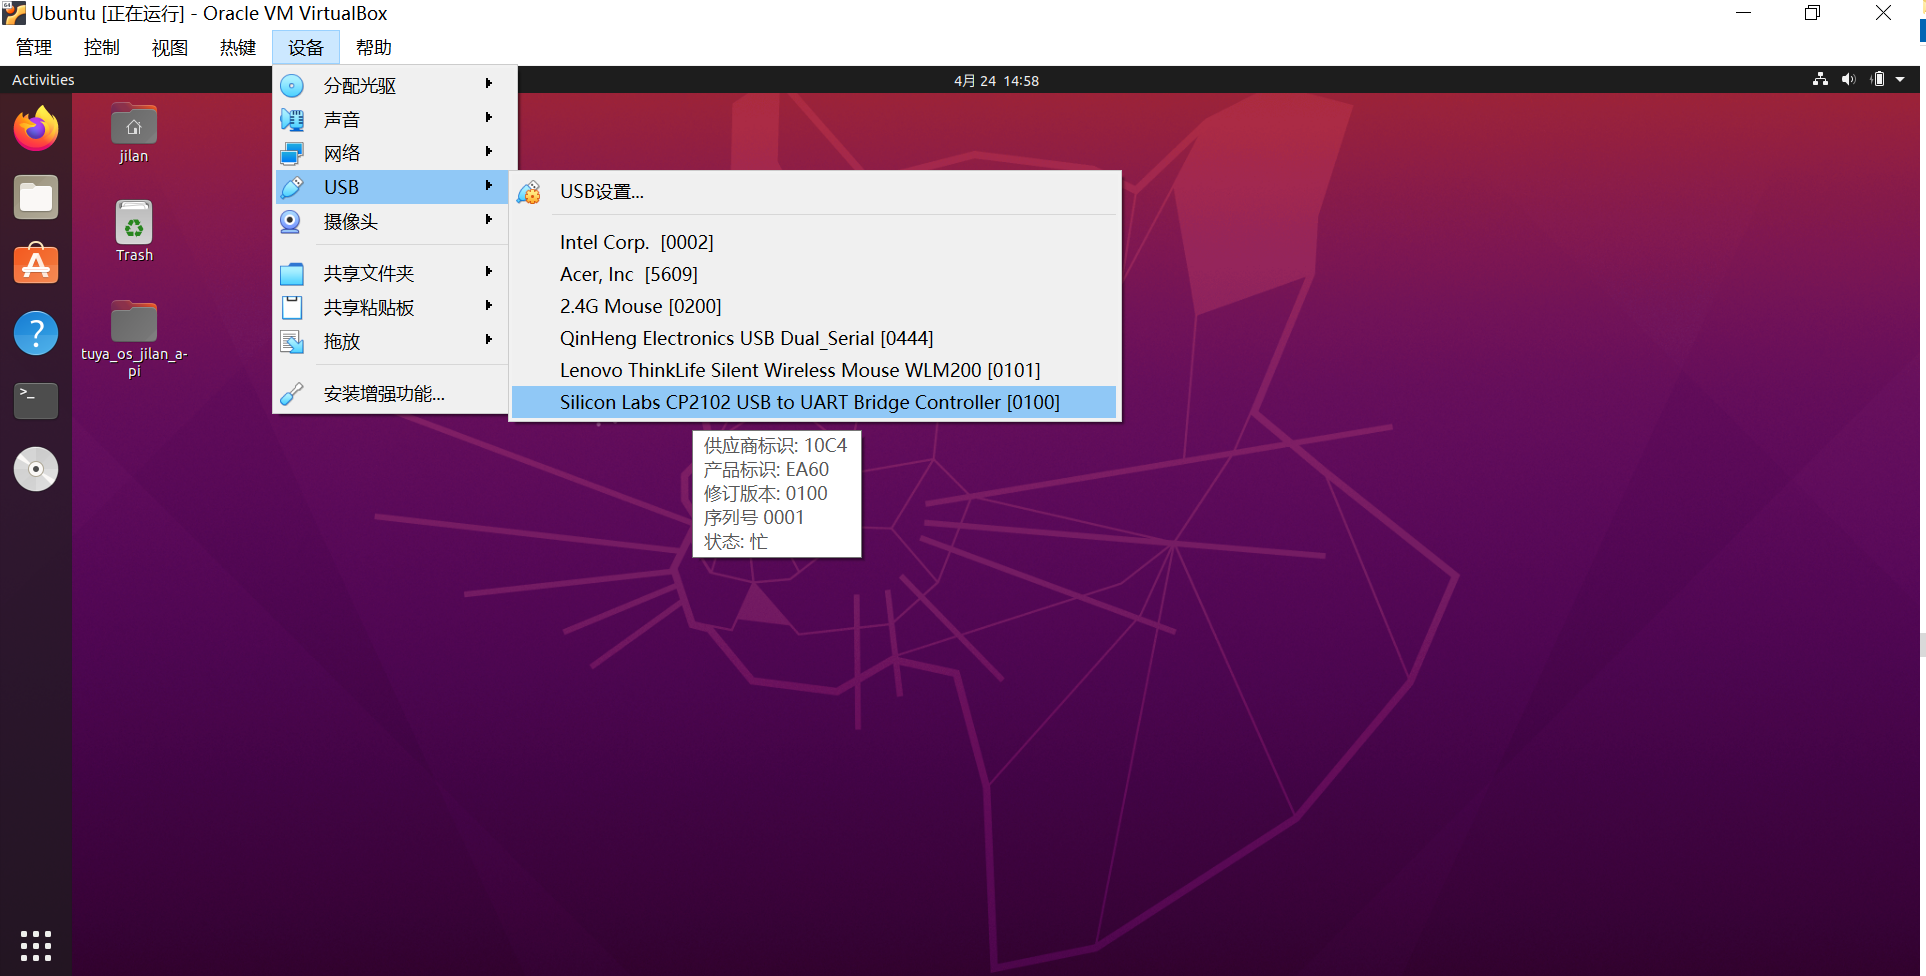 Ubuntu [正在运行] - Oracle VM VirtualBox
管理 控制 视图 热键 设备 帮助
Activities
4月 24 14:58
jilan
Trash
tuya_os_jilan_a-
pi
分配光驱
声音
网络
USB
摄像头
共享文件夹
共享粘贴板
拖放
安装增强功能...
USB设置...
Intel Corp. [0002]
Acer, Inc [5609]
2.4G Mouse [0200]
QinHeng Electronics USB Dual_Serial [0444]
Lenovo ThinkLife Silent Wireless Mouse WLM200 [0101]
Silicon Labs CP2102 USB to UART Bridge Controller [0100]
供应商标识: 10C4
产品标识: EA60
修订版本: 0100
序列号 0001
状态: 忙